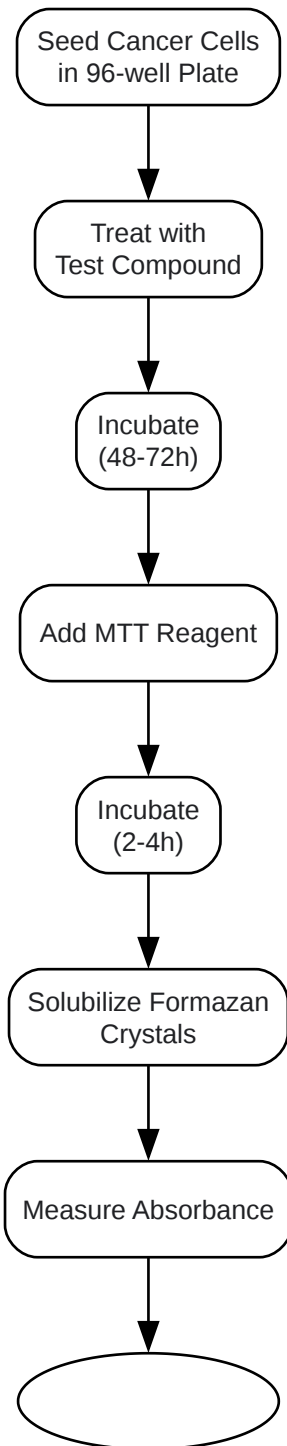 Seed Cancer Cells
in 96-well Plate
Treat with
Test Compound
Incubate
(48-72h)
Add MTT Reagent
Incubate
(2-4h)
Solubilize Formazan
Crystals
Measure Absorbance